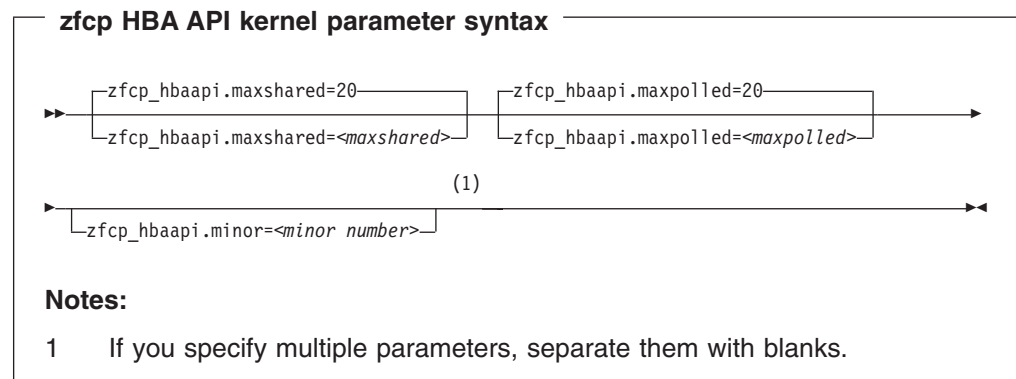 zfcp HBA API kernel parameter syntax
zfcp_hbaapi.maxshared=20 zfcp_hbaapi.maxpolled=20
zfcp_hbaapi.maxshared=<maxshared> zfcp_hbaapi.maxpolled=<maxpolled>
(1)
zfcp_hbaapi.minor=<minor number>
Notes:
1 If you specify multiple parameters, separate them with blanks.